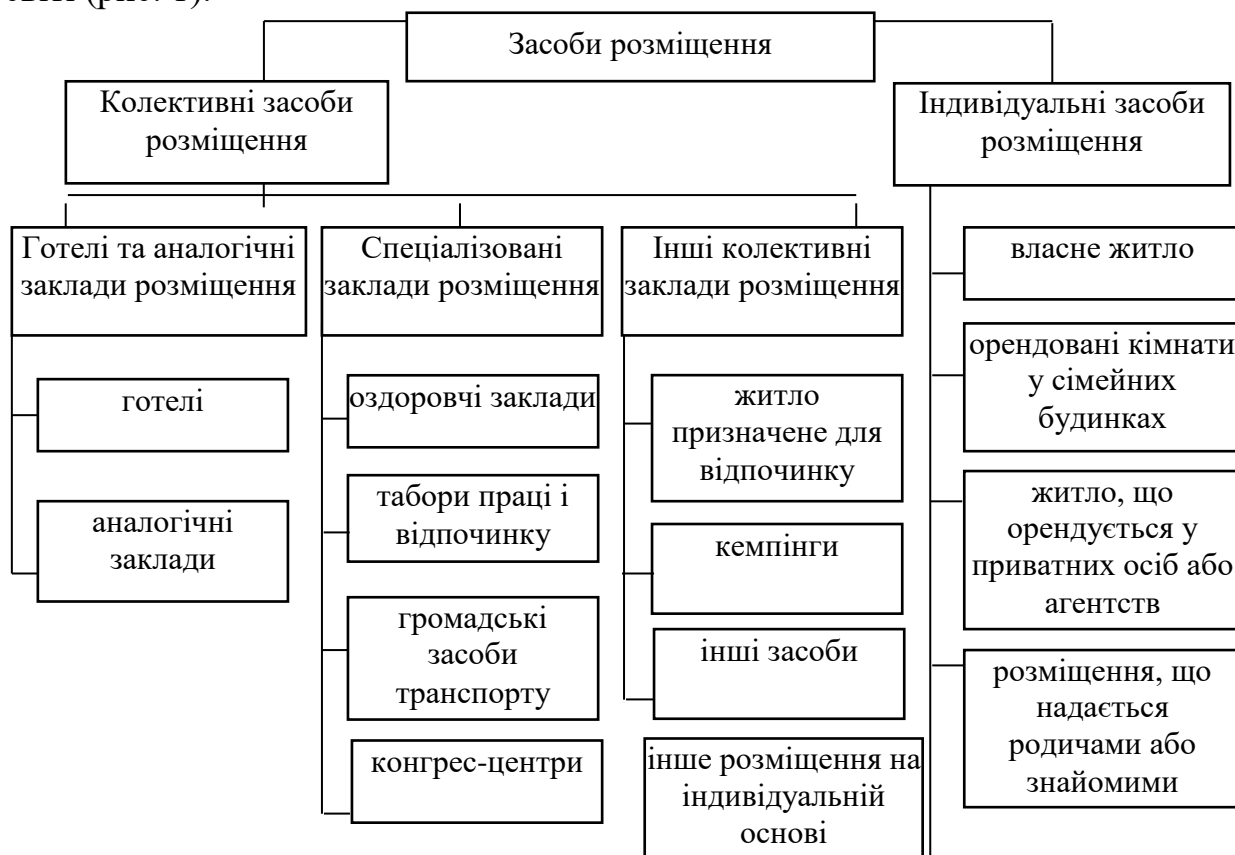 (рис. 1).
Засоби розміщення
Колективні засоби
розміщення
Індивідуальні засоби
розміщення
Готелі та аналогічні
заклади розміщення
готелі
аналогічні
заклади
Спеціалізовані
заклади розміщення
оздоровчі заклади
табори праці і
відпочинку
громадські
засоби
транспорту
конгрес-центри
Інші колективні
заклади розміщення
житло
призначене для
відпочинку
кемпінги
інші засоби
власне житло
орендовані кімнати
у сімейних
будинках
житло, що
орендується у
приватних осіб або
агентств
розміщення, що
надається
родичами або
знайомими
інше розміщення на
індивідуальній
основі